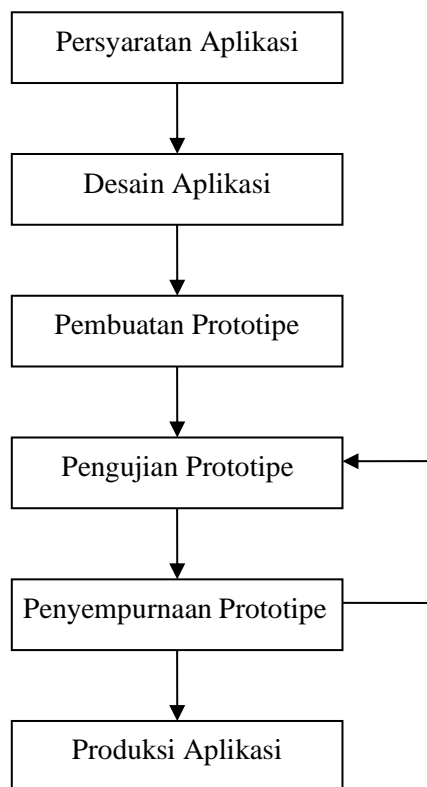 Persyaratan Aplikasi
Desain Aplikasi
Pembuatan Prototipe
Pengujian Prototipe
Penyempurnaan Prototipe
Produksi Aplikasi